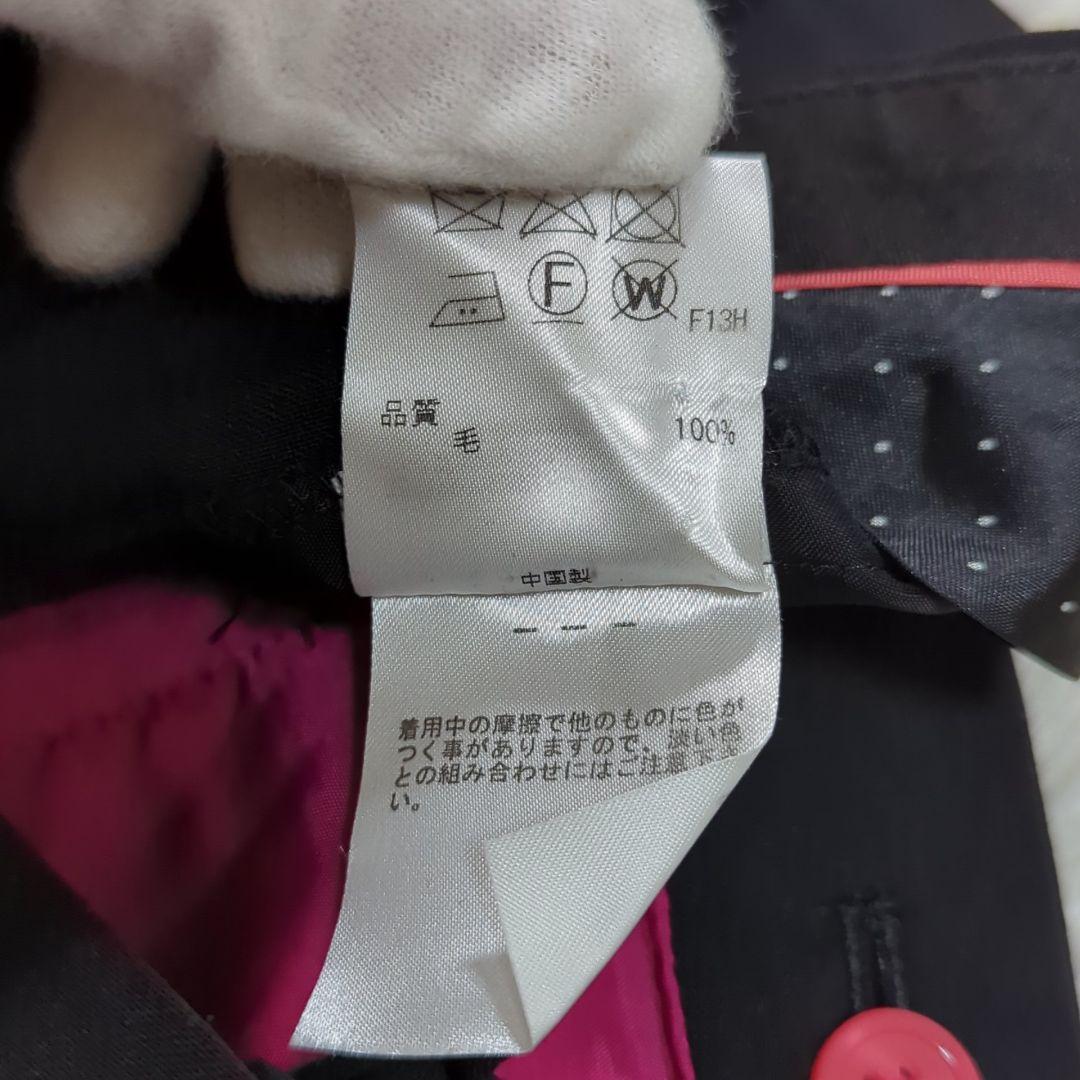 F W F13H
品質
毛 100%
中国製
着用中の摩擦で他のものに色が
つく事がありますので、淡い色
との組み合わせにはご注意
い。